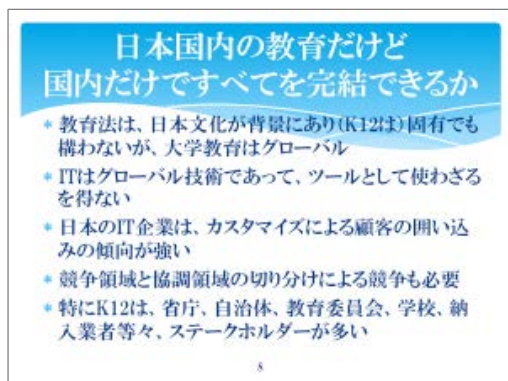 日本国内の教育だけど
国内だけですべてを完結できるか
* 教育法は、日本文化が背景にあり(K12は)固有でも
構わないが、大学教育はグローバル
* ITはグローバル技術であって、ツールとして使わざる
を得ない
* 日本のIT企業は、カスタマイズによる顧客の囲い込
みの傾向が強い
* 競争領域と協調領域の切り分けによる競争も必要
* 特にK12は、省庁、自治体、教育委員会、学校、納
入業者等々、ステークホルダーが多い
8